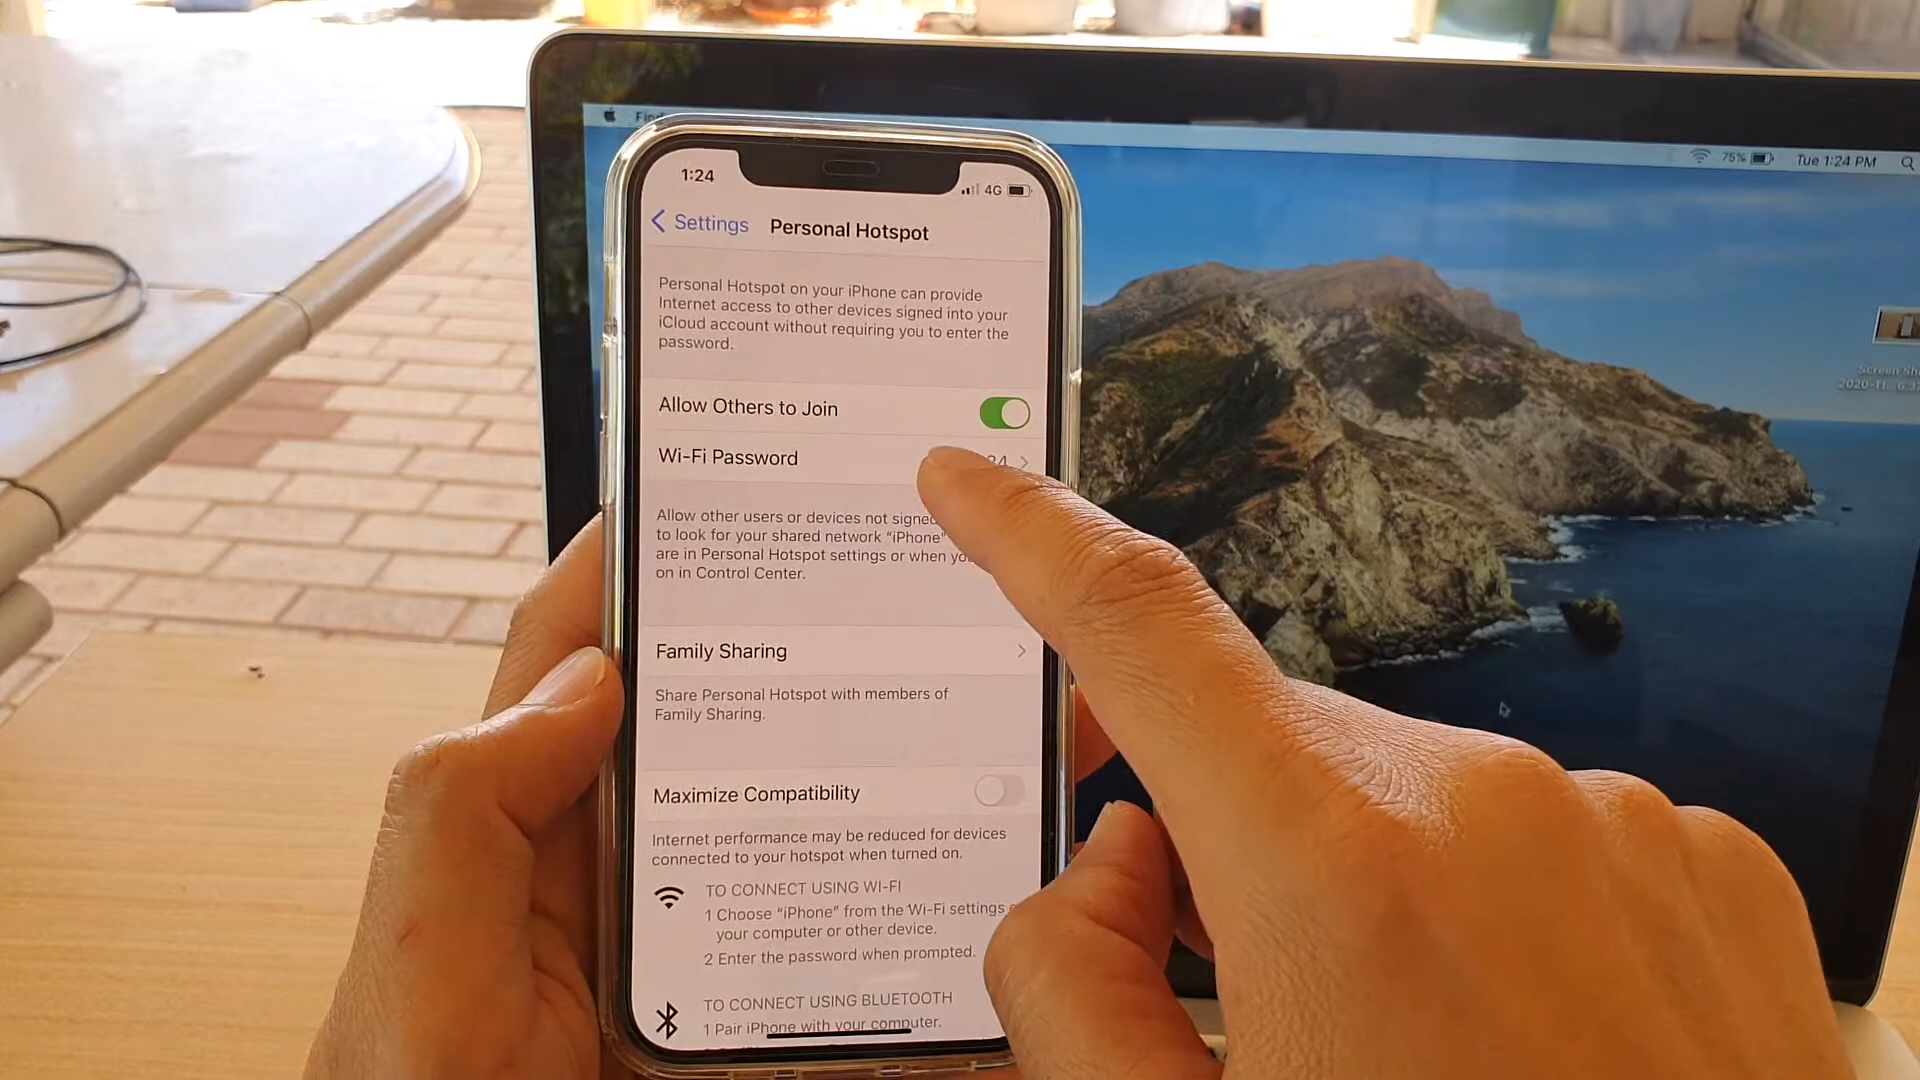 Tue 1:24 PM
75%
1:24
4G
Settings
Personal Hotspot
Personal Hotspot on your iPhone can provide
Internet access to other devices signed into your
iCloud account without requiring you to enter the
password.
Allow Others to Join
Wi-Fi Password
Allow other users or devices not signed
to look for your shared network “iPhone”
are in Personal Hotspot settings or when
on in Control Center.
Family Sharing
Share Personal Hotspot with members of
Family Sharing.
Maximize Compatibility
Internet performance may be reduced for devices
connected to your hotspot when turned on.
TO CONNECT USING WI-FI
1 Choose “iPhone” from the Wi-Fi settings
your computer or other device.
2 Enter the password when prompted.
TO CONNECT USING BLUETOOTH
1 Pair iPhone with your computer.